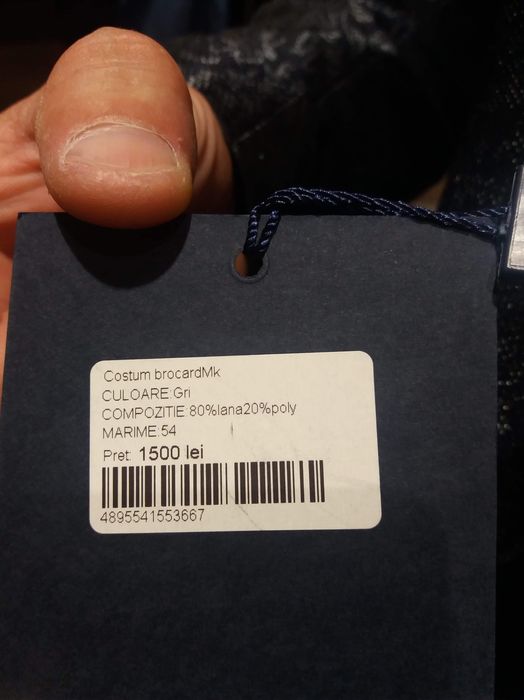 Costum brocardMk
CULOARE:Gri
COMPOZITIE:80%lana20%poly
MARIME:54
Pret: 1500 lei
4895541553667